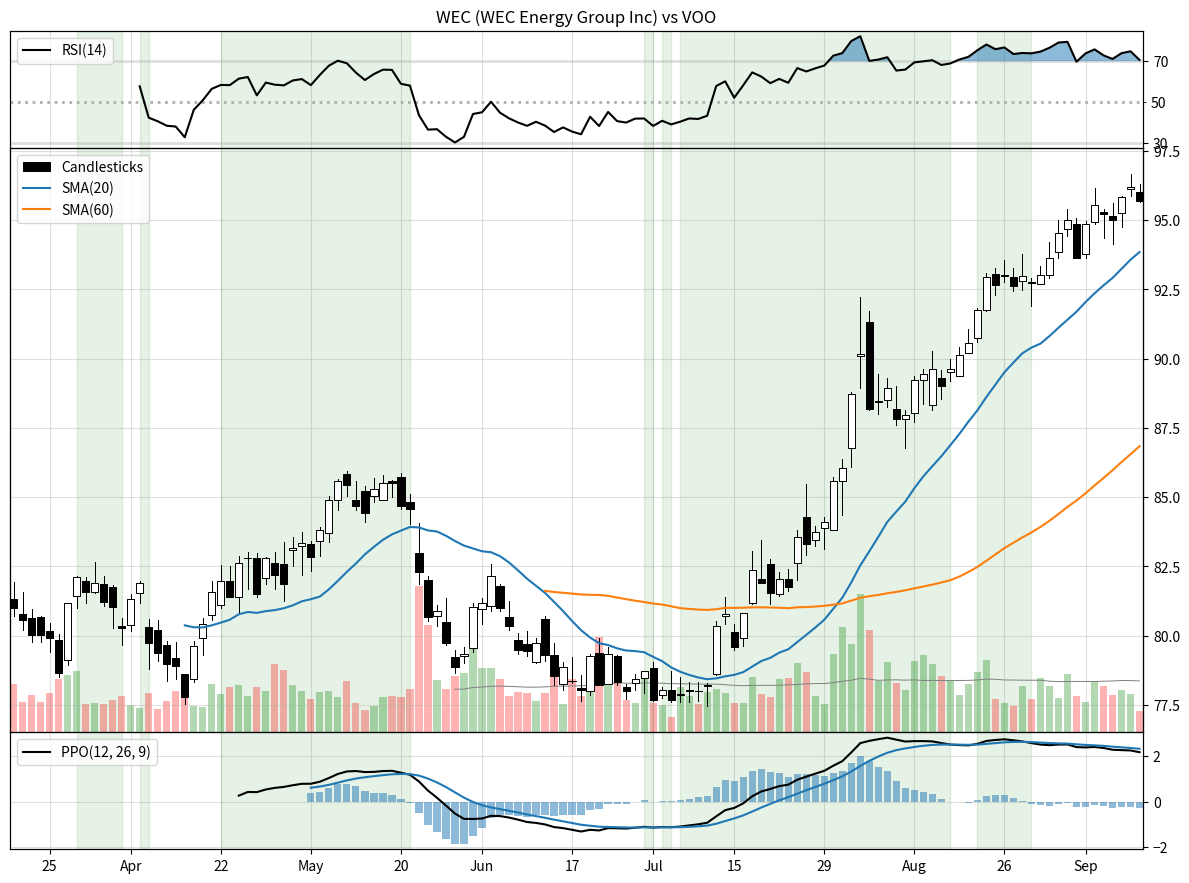 WEC (WEC Energy Group Inc) vs VOO
RSI(14)
70
50
30
97.5
Candlesticks
SMA(20)
SMA(60)
95.0
92.5
90.0
87.5
85.0
82.5
80.0
77.5
PPO(12, 26, 9)
2
0
−2
25 Apr 22 May 20 Jun 17 Jul 15 29 Aug 26 Sep